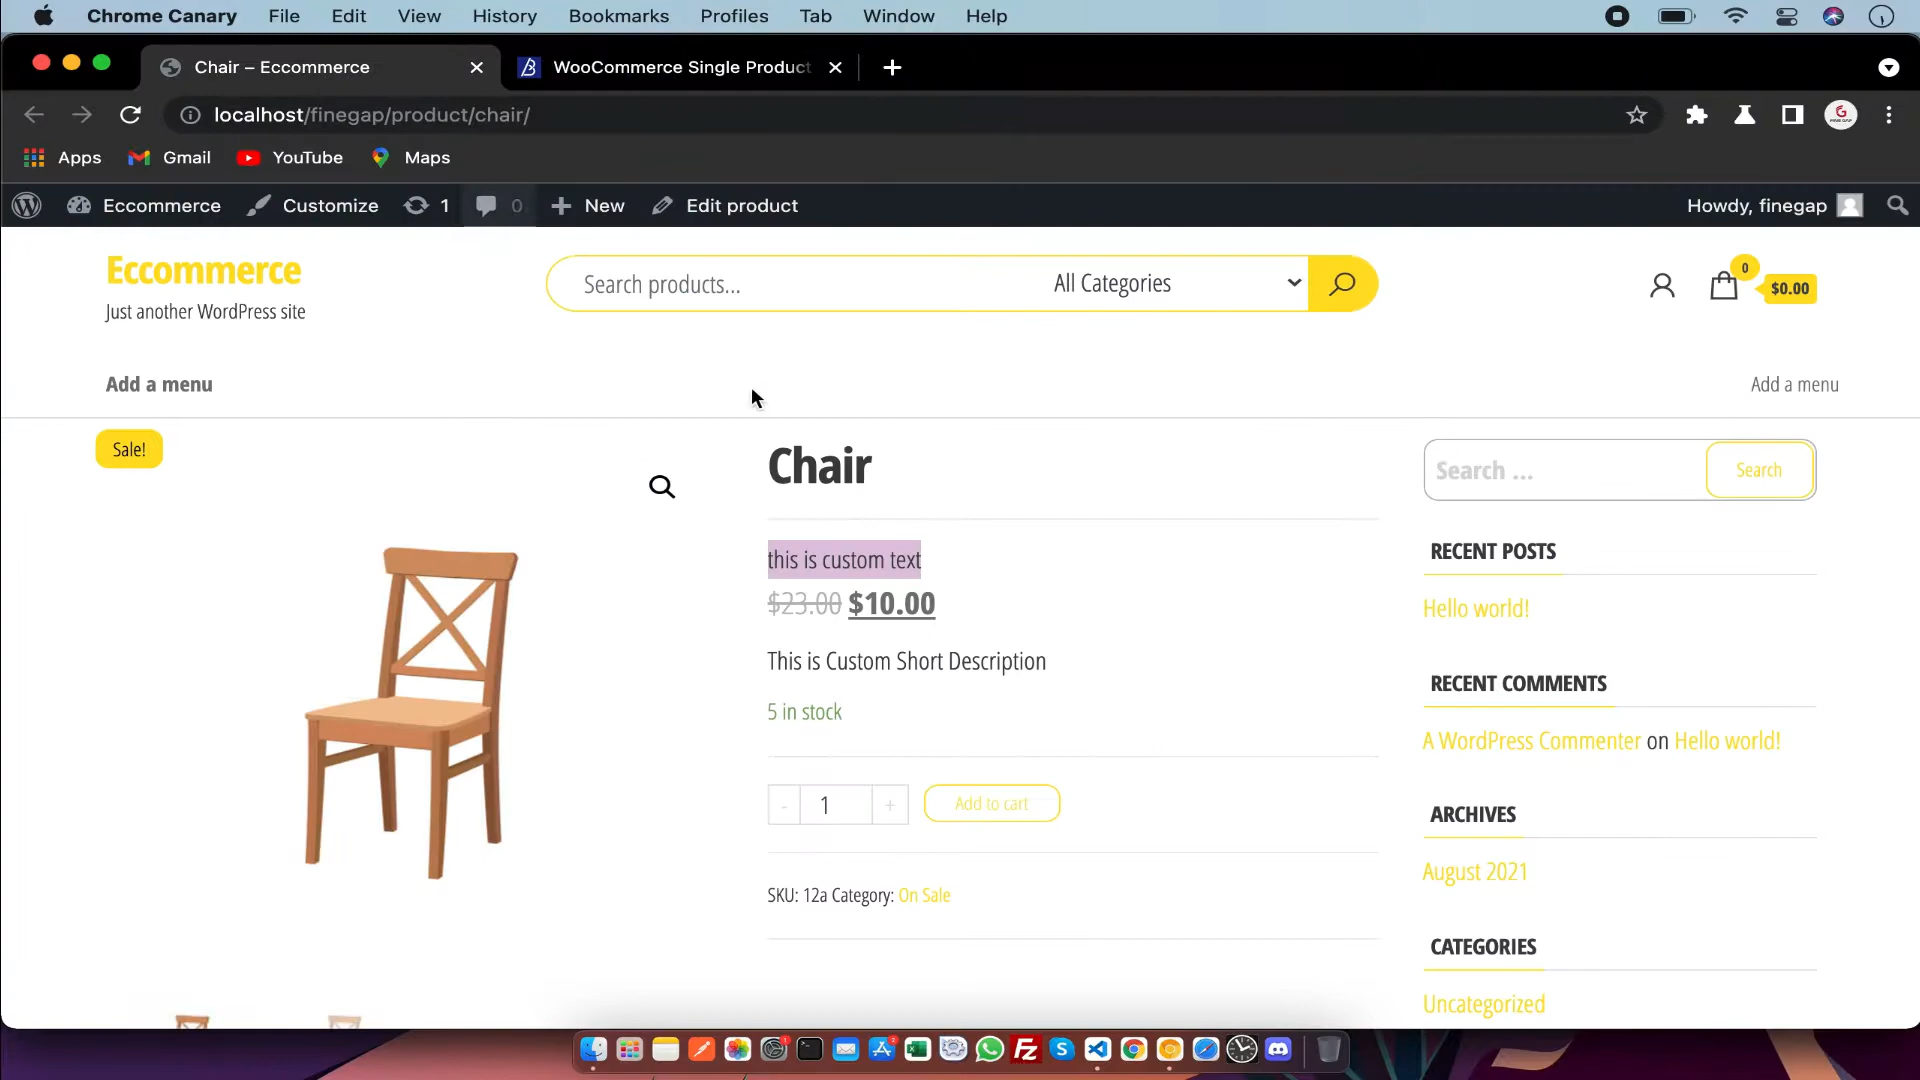 Chrome Canary File Edit View History Bookmarks Profiles Tab Window Help
Chair – Eccommerce
WooCommerce Single Product
localhost/finegap/product/chair/
Apps Gmail YouTube Maps
Eccommerce Customize 1 0 New Edit product Howdy, finegap
Eccommerce
Just another WordPress site
Search products...
All Categories
0
$0.00
Add a menu
Add a menu
Sale!
Chair
this is custom text
$23.00 $10.00
This is Custom Short Description
5 in stock
- 1 +
Add to cart
SKU: 12a Category: On Sale
Search ...
Search
RECENT POSTS
Hello world!
RECENT COMMENTS
A WordPress Commenter on Hello world!
ARCHIVES
August 2021
CATEGORIES
Uncategorized